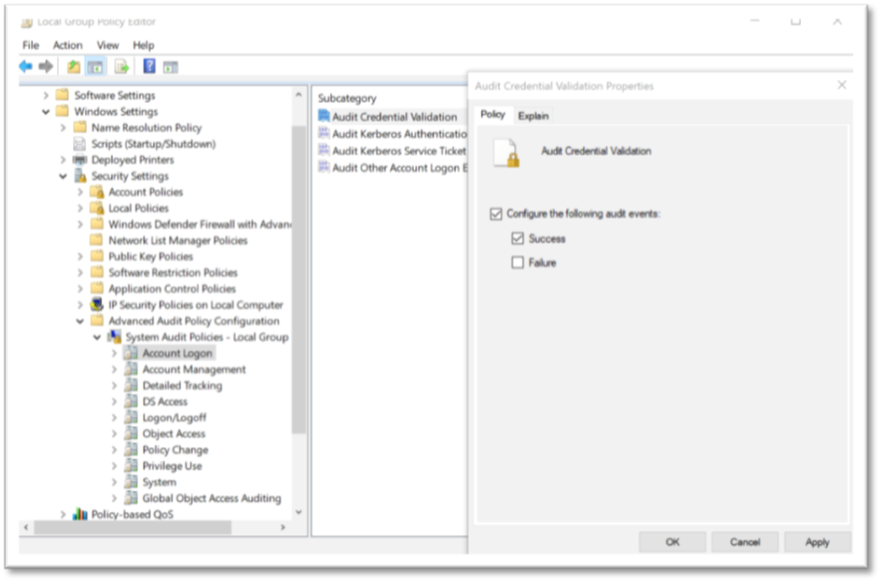 Local Group Policy Editor
File Action View Help
Software Settings
Windows Settings
Name Resolution Policy
Scripts (Startup/Shutdown)
Deployed Printers
Security Settings
Account Policies
Local Policies
Windows Defender Firewall with Advan
Network List Manager Policies
Public Key Policies
Software Restriction Policies
Application Control Policies
IP Security Policies on Local Computer
Advanced Audit Policy Configuration
System Audit Policies - Local Group
Account Logon
Account Management
Detailed Tracking
DS Access
Logon/Logoff
Object Access
Policy Change
Privilege Use
System
Global Object Access Auditing
Policy-based QoS
Subcategory
Audit Credential Validation
Audit Kerberos Authenticatio
Audit Kerberos Service Ticket
Audit Other Account Logon E
Audit Credential Validation Properties
Policy Explain
Audit Credential Validation
Configure the following audit events:
Success
Failure
OK Cancel Apply